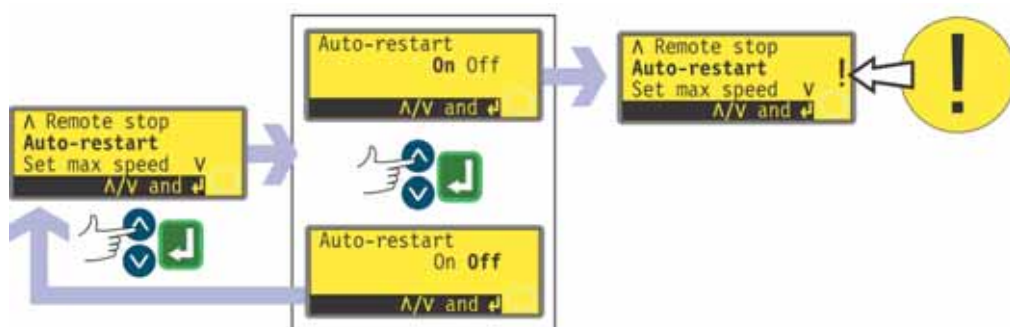 Λ Remote stop
Auto-restart
Set max speed V
Λ/V and ↵
Auto-restart
On Off
Λ/V and ↵
Auto-restart
On Off
Λ/V and ↵
Λ Remote stop
Auto-restart !
Set max speed V
Λ/V and ↵
!